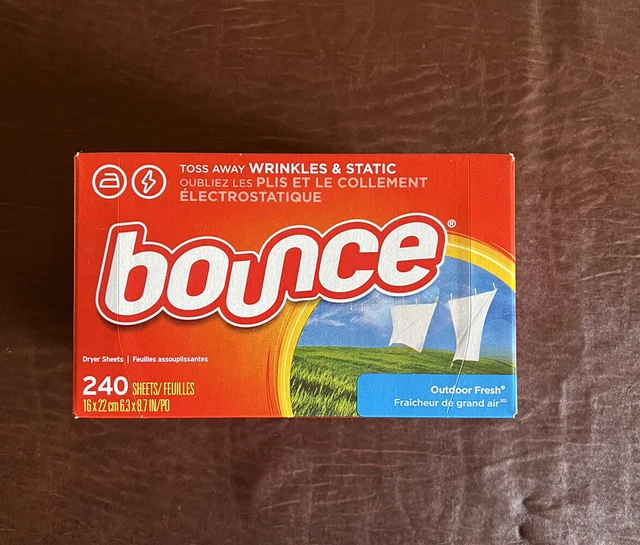 TOSS AWAY WRINKLES & STATIC
OUBLIEZ LES PLIS ET LE COLLEMENT
ÉLECTROSTATIQUE
bounce®
Dryer Sheets | Feuilles assouplissantes
240 SHEETS/FEUILLES
16 x 22 cm 6.3 x 8.7 IN/PO
Outdoor Fresh®
Fraîcheur de grand air